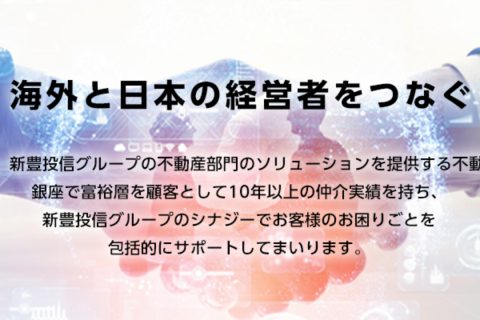 海外と日本の経営者をつなぐ
新豊投信グループの不動産部門のソリューションを提供する不動
銀座で富裕層を顧客として10年以上の仲介実績を持ち、
新豊投信グループのシナジーでお客様のお困りごとを
包括的にサポートしてまいります。